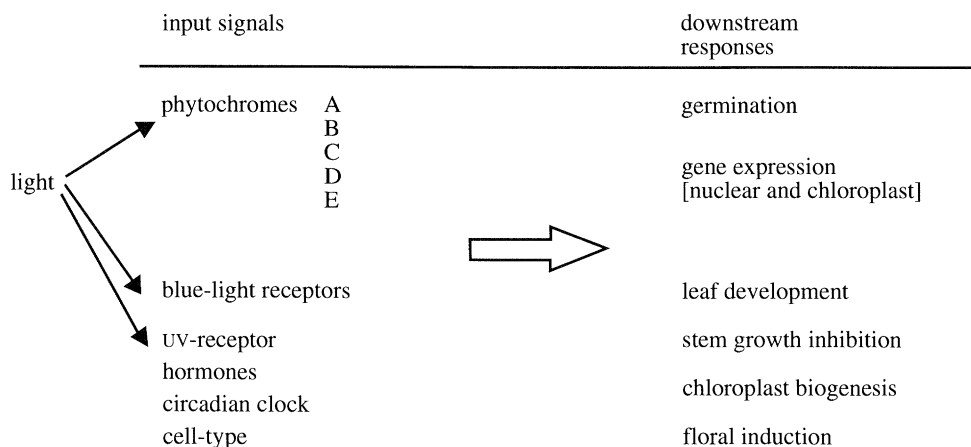 input signals
downstream
responses
phytochromes A
B
C
D
E
light
blue-light receptors
UV-receptor
hormones
circadian clock
cell-type
germination
gene expression
[nuclear and chloroplast]
leaf development
stem growth inhibition
chloroplast biogenesis
floral induction